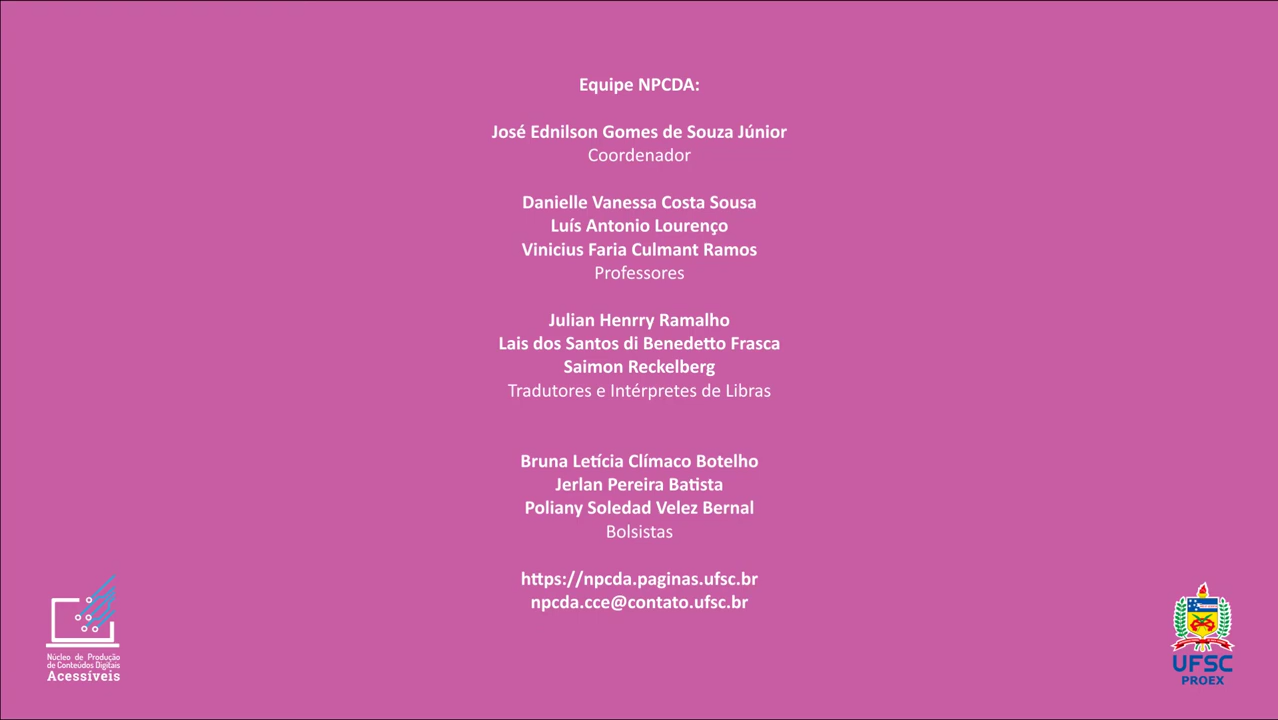 Equipe NPCDA:
José Ednilson Gomes de Souza Júnior
Coordenador
Danielle Vanessa Costa Sousa
Luís Antonio Lourenço
Vinicius Faria Culmant Ramos
Professores
Julian Henrry Ramalho
Lais dos Santos di Benedetto Frasca
Saimon Reckelberg
Tradutores e Intérpretes de Libras
Bruna Letícia Clímaco Botelho
Jerlan Pereira Batista
Poliany Soledad Velez Bernal
Bolsistas
https://npcda.paginas.ufsc.br
npcda.cce@contato.ufsc.br
Núcleo de Produção
de Conteúdos Digitais
Acessíveis
UFSC
PROEX